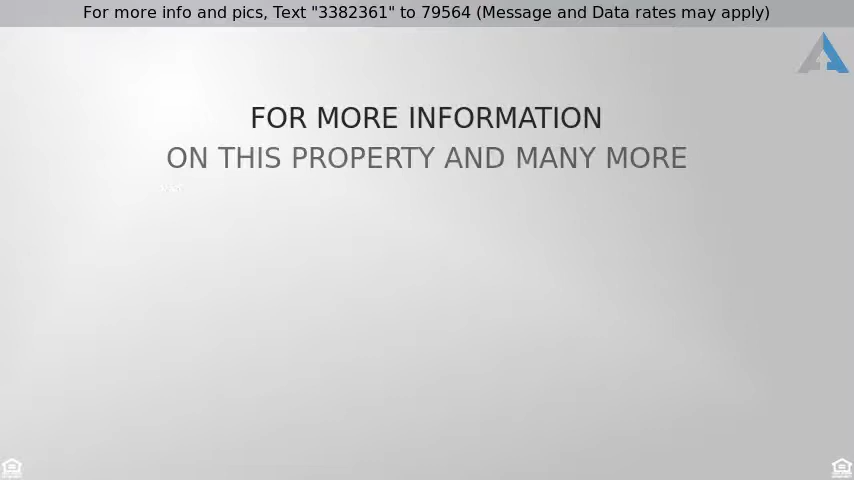 For more info and pics, Text "3382361" to 79564 (Message and Data rates may apply)
FOR MORE INFORMATION
ON THIS PROPERTY AND MANY MORE